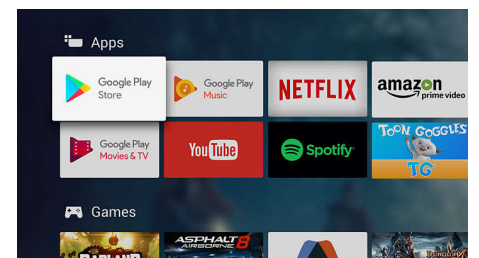 Apps
Google Play
Store
Google Play
Music
NETFLIX
amazon
prime video
Google Play
Movies & TV
YouTube
Spotify
TOON GOGGLES
TG
Games
BADLAND
ASPHALT 8
AIRBORNE